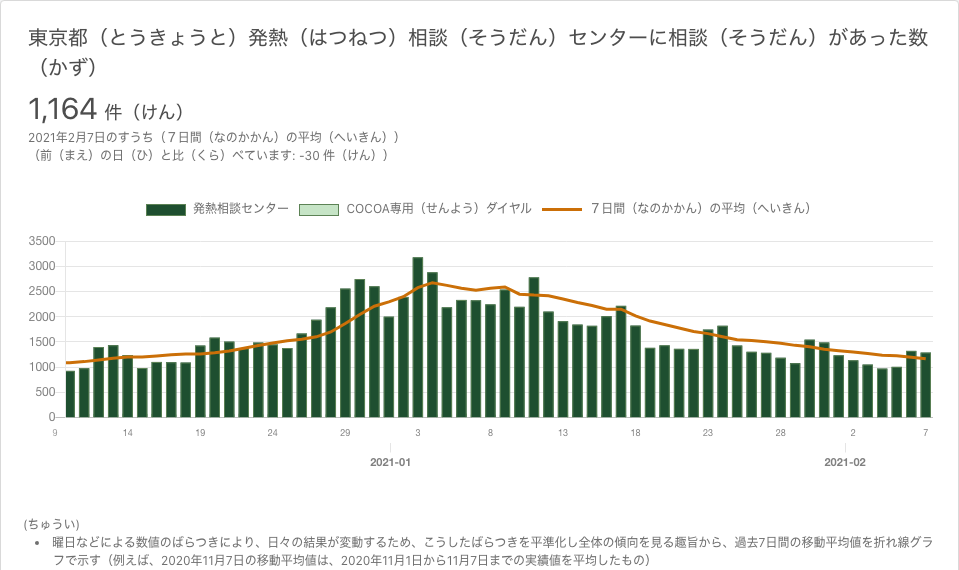 東京都（とうきょうと）発熱（はつねつ）相談（そうだん）センターに相談（そうだん）があった数
（かず）
1,164 件（けん）
2021年2月7日のすうち（７日間（なのかかん）の平均（へいきん））
（前（まえ）の日（ひ）と比（くら）べています: -30 件（けん））
発熱相談センター COCOA専用（せんよう）ダイヤル ７日間（なのかかん）の平均（へいきん）
3500
3000
2500
2000
1500
1000
500
0
9 14 19 24 29 3 8 13 18 23 28 2 7
2021-01 2021-02
(ちゅうい)
• 曜日などによる数値のばらつきにより、日々の結果が変動するため、こうしたばらつきを平準化し全体の傾向を見る趣旨から、過去7日間の移動平均値を折れ線グラ
フで示す（例えば、2020年11月7日の移動平均値は、2020年11月1日から11月7日までの実績値を平均したもの）